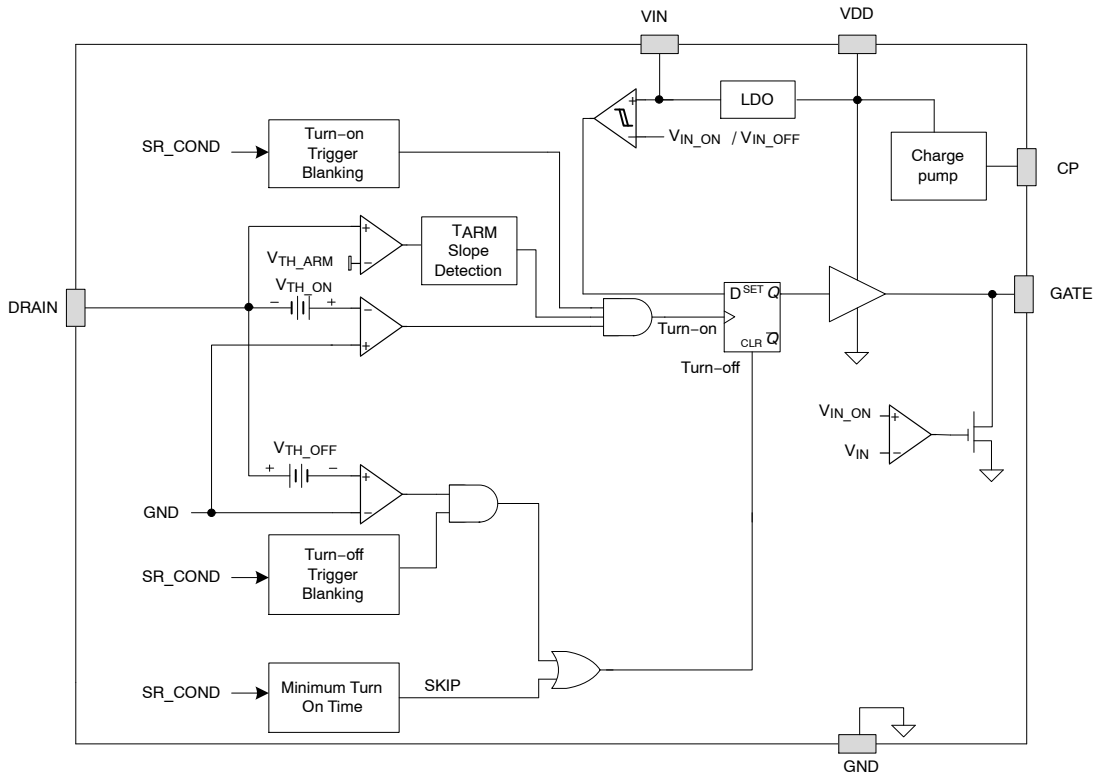 VIN
VDD
LDO
+
−
VIN_ON / VIN_OFF
SR_COND
Turn−on
Trigger
Blanking
Charge
pump
CP
+
−
TARM
Slope
Detection
VTH_ARM
VTH_ON
− +
−
+
DRAIN
D SET Q
CLR Q̅
GATE
Turn−on
Turn−off
VIN_ON
+
VIN
−
VTH_OFF
+ −
+
−
GND
SR_COND
Turn−off
Trigger
Blanking
SR_COND
Minimum Turn
On Time
SKIP
GND